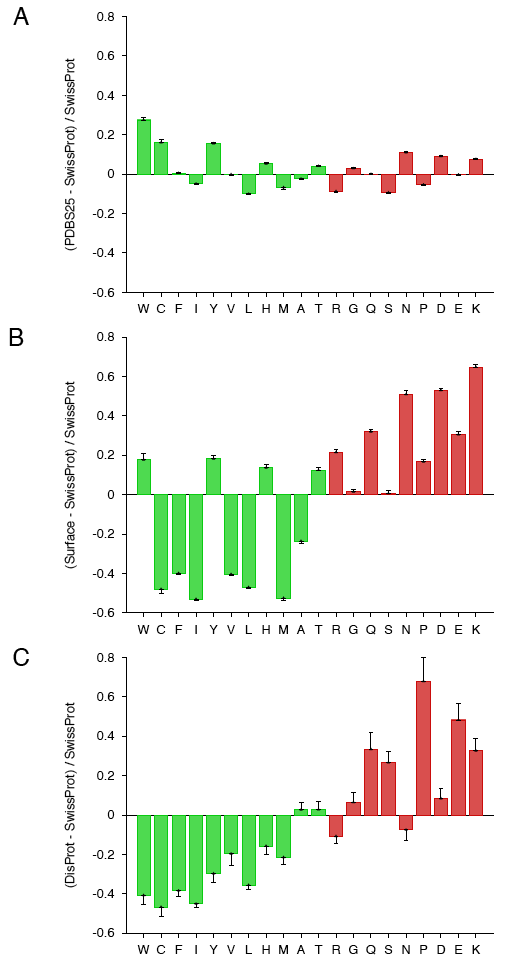 A
(PDBS25 - SwissProt) / SwissProt
0.8
0.6
0.4
0.2
0
-0.2
-0.4
-0.6
W C F I Y V L H M A T R G Q S N P D E K
B
(Surface - SwissProt) / SwissProt
0.8
0.6
0.4
0.2
0
-0.2
-0.4
-0.6
W C F I Y V L H M A T R G Q S N P D E K
C
(DisProt - SwissProt) / SwissProt
0.8
0.6
0.4
0.2
0
-0.2
-0.4
-0.6
W C F I Y V L H M A T R G Q S N P D E K